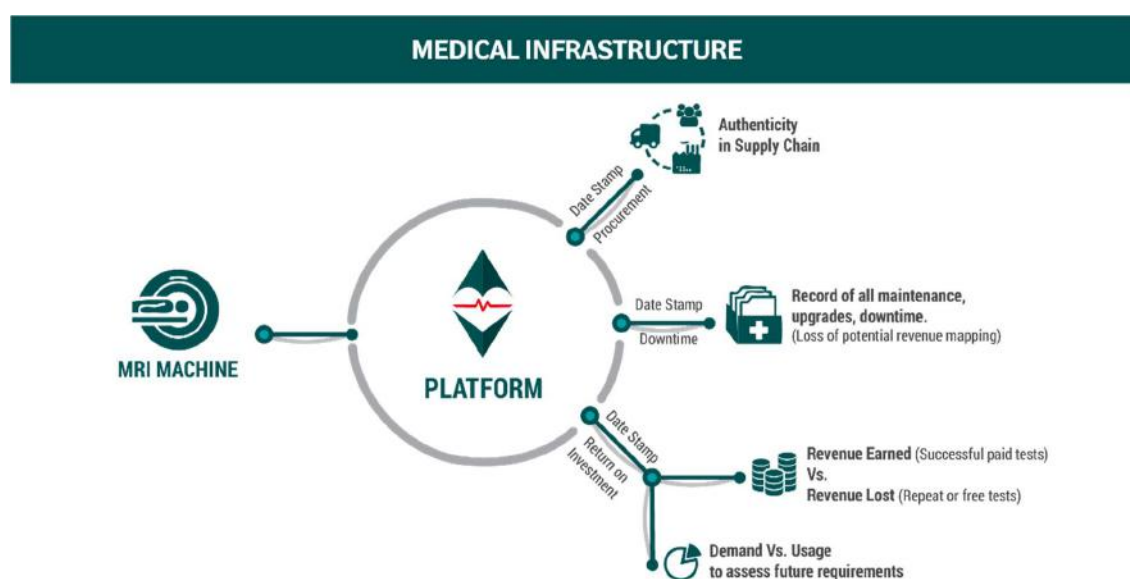 MEDICAL INFRASTRUCTURE
Authenticity
in Supply Chain
Date Stamp
Procurement
MRI MACHINE
PLATFORM
Date Stamp
Downtime
Record of all maintenance,
upgrades, downtime.
(Loss of potential revenue mapping)
Date Stamp
Return on
Investment
Revenue Earned (Successful paid tests)
Vs.
Revenue Lost (Repeat or free tests)
Demand Vs. Usage
to assess future requirements